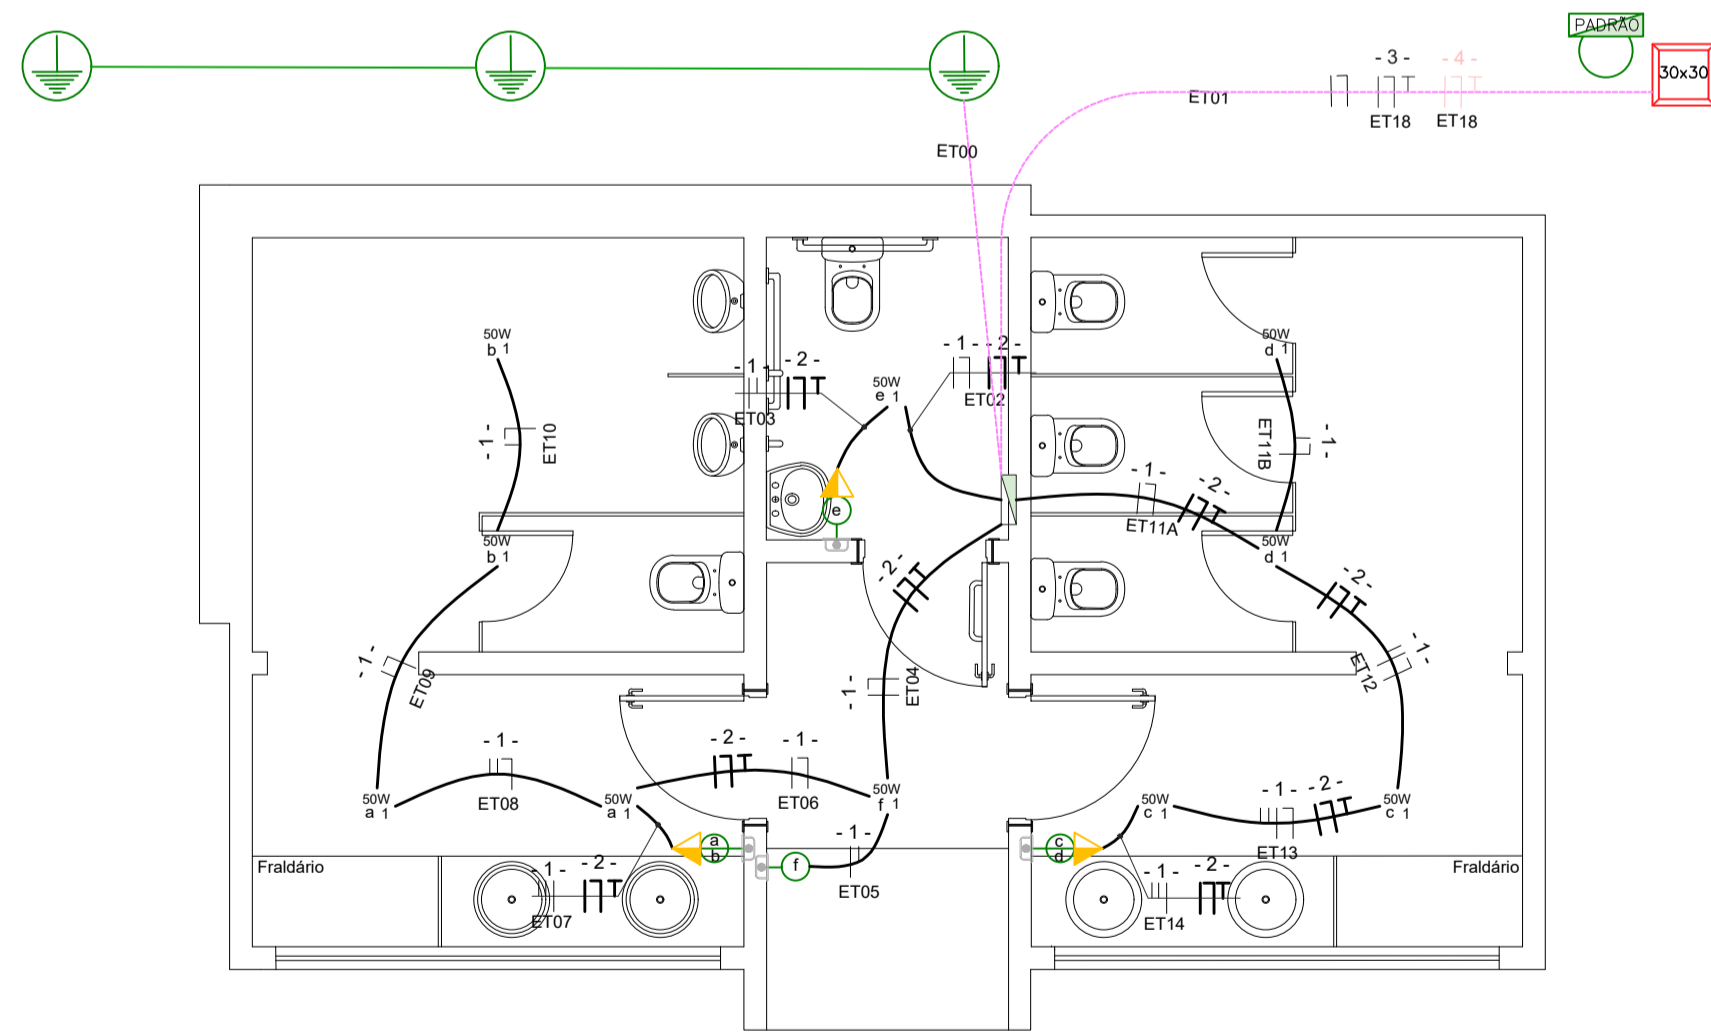 PADRÃO
- 3 -
- 4 -
30x30
ET01
ET18
ET18
ET00
50W
b 1
- 1 -
ET10
- 1 -
- 2 -
ET03
50W
e 1
- 1 -
- 2 -
ET02
50W
d 1
ET11B
- 1 -
- 1 -
- 2 -
ET11A
e
50W
b 1
50W
d 1
- 2 -
- 2 -
- 1 -
ET09
- 1 -
ET04
- 1 -
ET12
- 2 -
- 1 -
- 1 -
ET08
ET06
50W
a 1
50W
a 1
50W
f 1
50W
c 1
50W
c 1
- 1 -
- 2 -
ET13
a
b
f
- 1 -
ET05
c
d
Fraldário
Fraldário
- 1 -
- 2 -
ET07
- 1 -
- 2 -
ET14